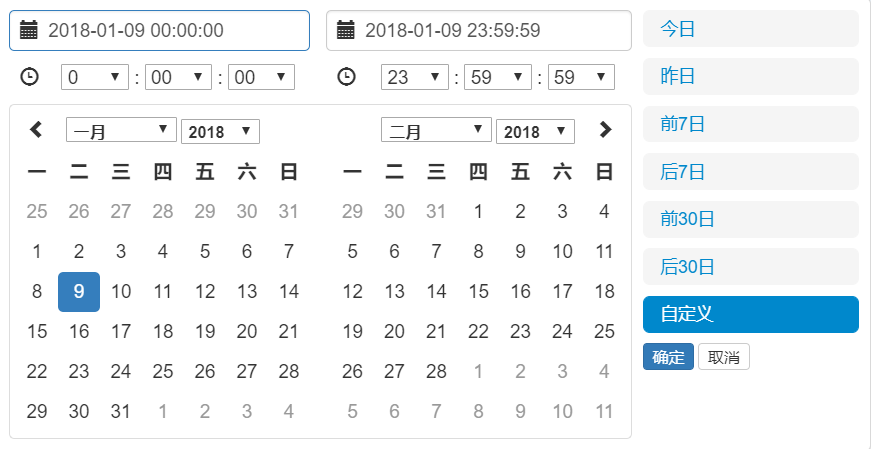 2018-01-09 00:00:00
2018-01-09 23:59:59
0 : 00 : 00
23 : 59 : 59
一月 2018
一 二 三 四 五 六 日
25 26 27 28 29 30 31
1 2 3 4 5 6 7
8 9 10 11 12 13 14
15 16 17 18 19 20 21
22 23 24 25 26 27 28
29 30 31 1 2 3 4
二月 2018
一 二 三 四 五 六 日
29 30 31 1 2 3 4
5 6 7 8 9 10 11
12 13 14 15 16 17 18
19 20 21 22 23 24 25
26 27 28 1 2 3 4
5 6 7 8 9 10 11
今日
昨日
前7日
后7日
前30日
后30日
自定义
确定 取消